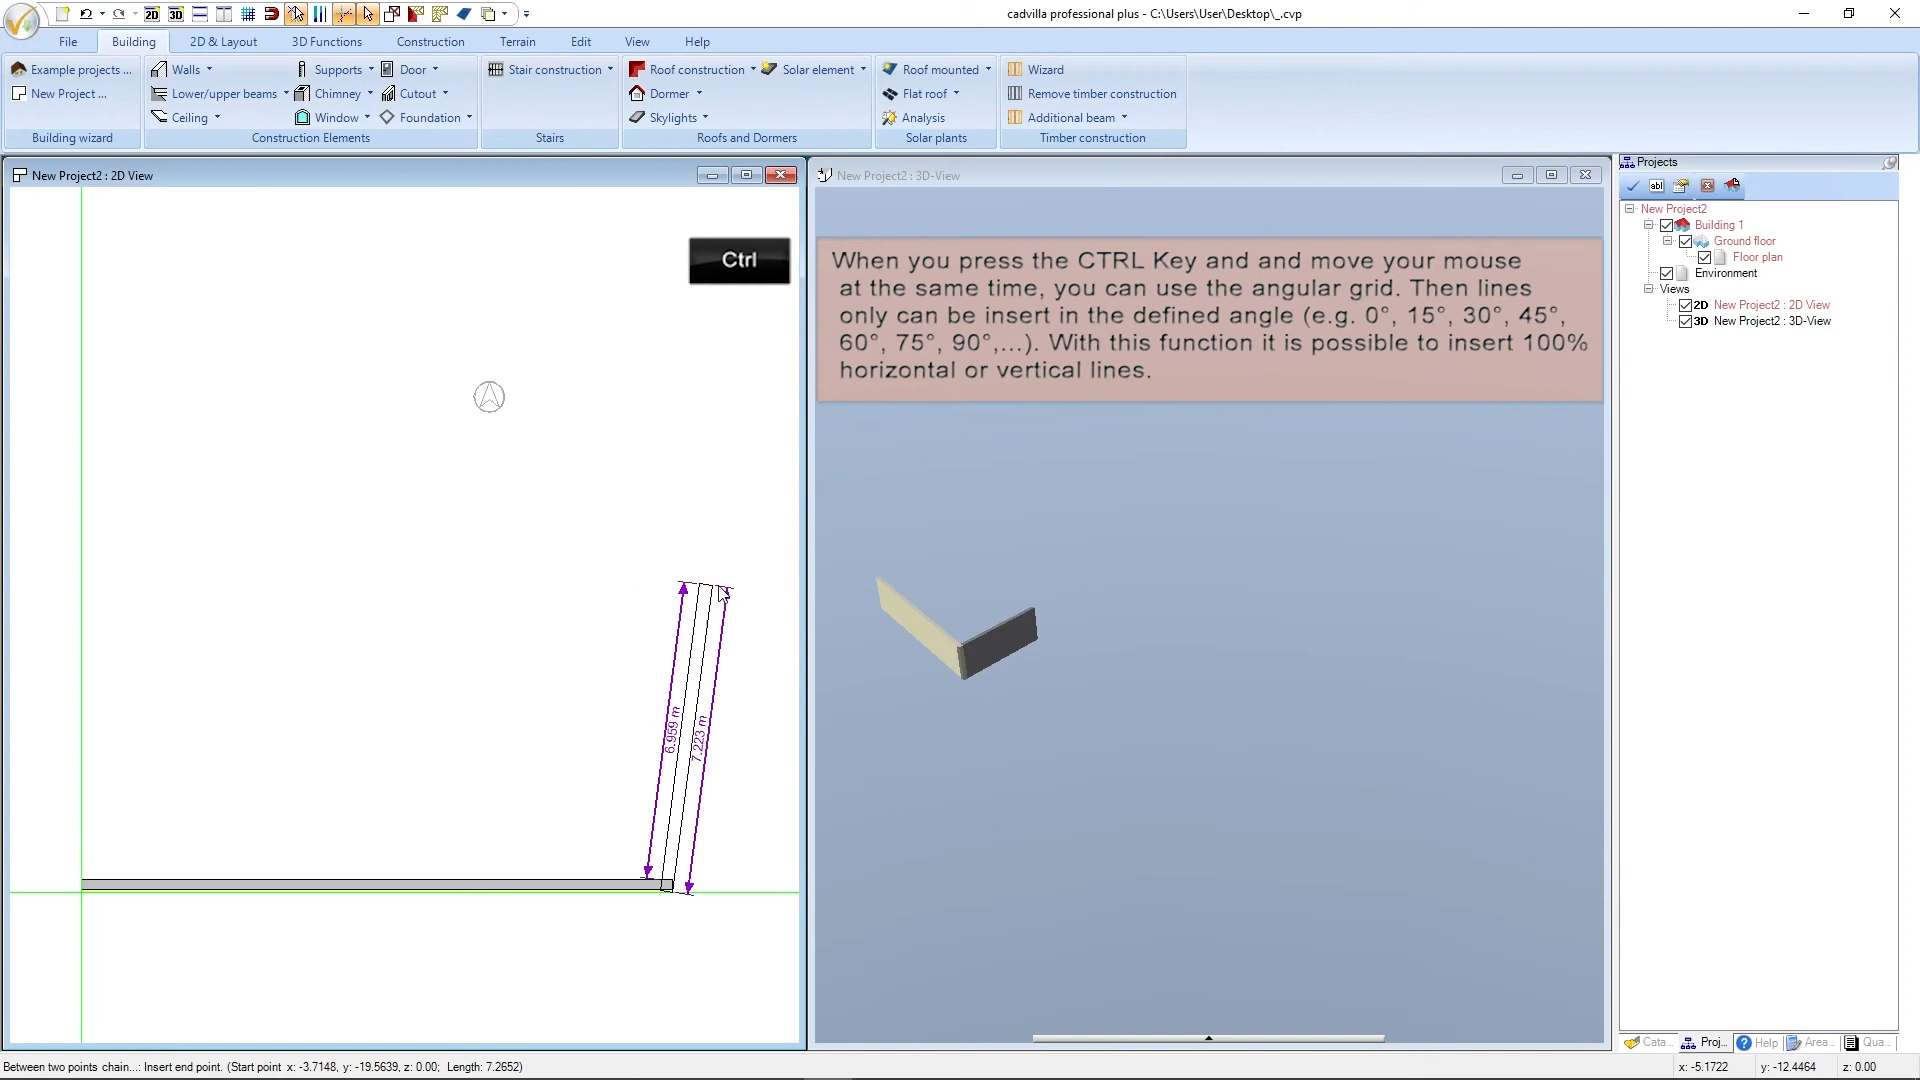 cadvilla professional plus - C:\Users\User\Desktop\_.cvp
File Building 2D & Layout 3D Functions Construction Terrain Edit View Help
Example projects ... Walls Supports Door Stair construction Roof construction Solar element Roof mounted Wizard
New Project ... Lower/upper beams Chimney Cutout Dormer Flat roof Remove timber construction
Ceiling Window Foundation Skylights Analysis Additional beam
Building wizard Construction Elements Stairs Roofs and Dormers Solar plants Timber construction
New Project2 : 2D View
New Project2 : 3D-View
Projects
Ctrl
When you press the CTRL Key and and move your mouse
at the same time, you can use the angular grid. Then lines
only can be insert in the defined angle (e.g. 0°, 15°, 30°, 45°,
60°, 75°, 90°,...). With this function it is possible to insert 100%
horizontal or vertical lines.
6.959 m
7.223 m
abl
New Project2
Building 1
Ground floor
Floor plan
Environment
Views
2D New Project2 : 2D View
3D New Project2 : 3D-View
Cata... Proj... Help Area... Qua...
Between two points chain...: Insert end point. (Start point x: -3.7148, y: -19.5639, z: 0.00; Length: 7.2652) x: -5.1722 y: -12.4464 z: 0.00